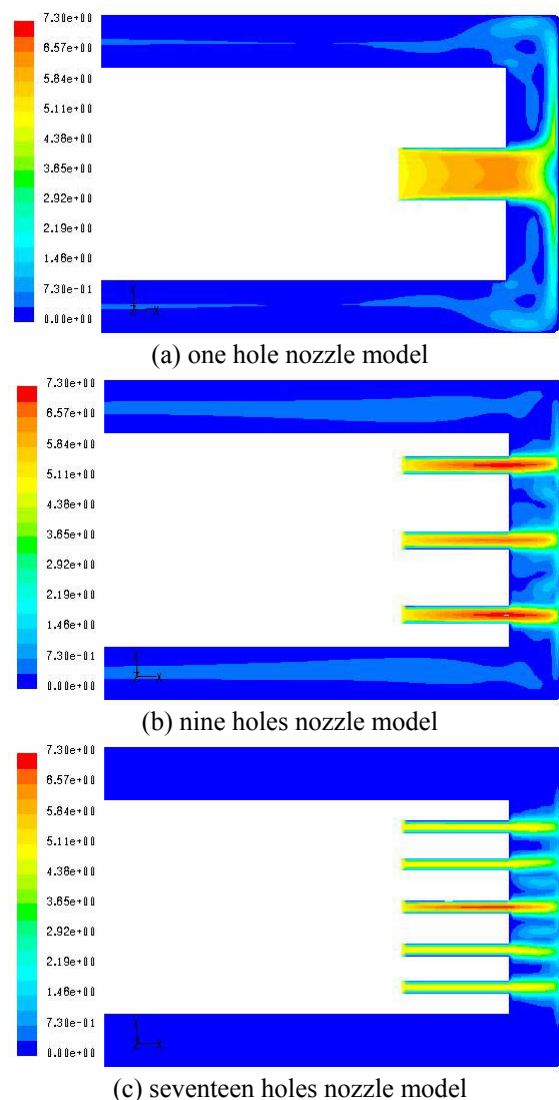 7.30e+00
6.57e+00
5.84e+00
5.11e+00
4.38e+00
3.65e+00
2.92e+00
2.19e+00
1.46e+00
7.30e-01
0.00e+00
(a) one hole nozzle model
7.30e+00
6.57e+00
5.84e+00
5.11e+00
4.38e+00
3.65e+00
2.92e+00
2.19e+00
1.46e+00
7.30e-01
0.00e+00
(b) nine holes nozzle model
7.30e+00
6.57e+00
5.84e+00
5.11e+00
4.38e+00
3.65e+00
2.92e+00
2.19e+00
1.46e+00
7.30e-01
0.00e+00
(c) seventeen holes nozzle model